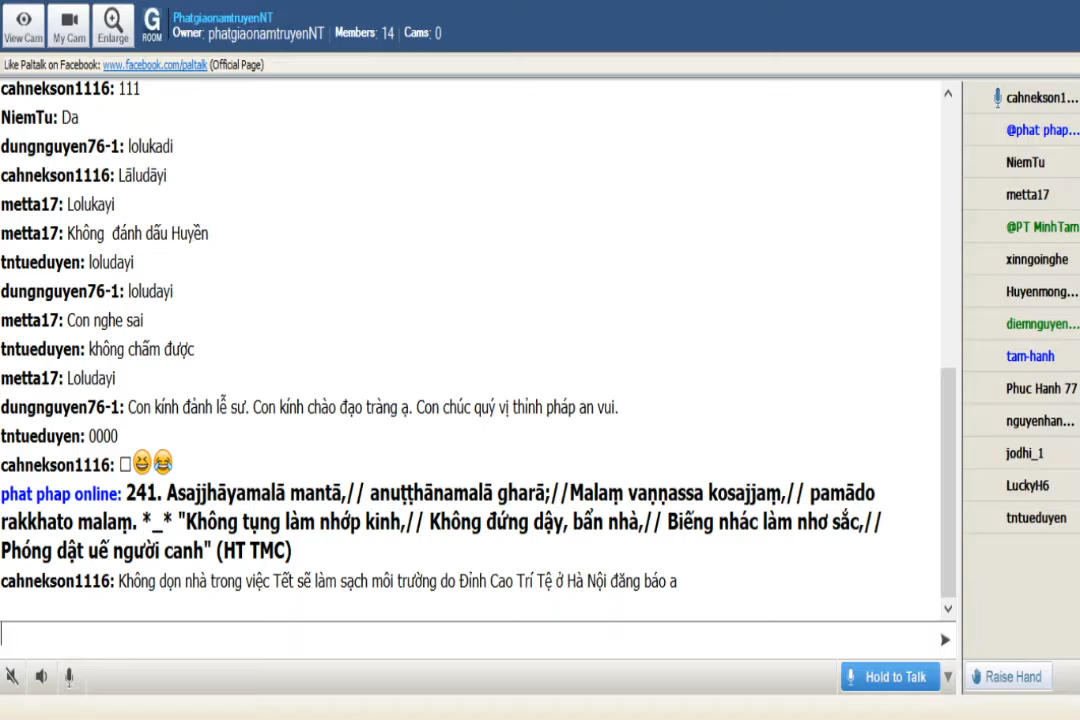 PhatgiaonamtruyenNT
Owner: phatgiaonamtruyenNT | Members: 14 | Cams: 0
View Cam
My Cam
Enlarge
G
ROOM
Like Paltalk on Facebook: www.facebook.com/paltalk (Official Page)
cahnekson1116: 111
NiemTu: Da
dungnguyen76-1: lolukadi
cahnekson1116: Lāludāyi
metta17: Lolukayi
metta17: Không đánh dấu Huyền
tntueduyen: loludayi
dungnguyen76-1: loludayi
metta17: Con nghe sai
tntueduyen: không chấm được
metta17: Loludayi
dungnguyen76-1: Con kính đảnh lễ sư. Con kính chào đạo tràng ạ. Con chúc quý vị thỉnh pháp an vui.
tntueduyen: 0000
cahnekson1116: □😆😂
phat phap online: 241. Asajjhāyamalā mantā,// anuṭṭhānamalā gharā;//Malaṃ vaṇṇassa kosajjaṃ,// pamādo
rakkhato malaṃ. *_* "Không tụng làm nhớp kinh,// Không đứng dậy, bẩn nhà,// Biếng nhác làm nhơ sắc,//
Phóng dật uế người canh" (HT TMC)
cahnekson1116: Không dọn nhà trong việc Tết sẽ làm sạch môi trường do Đỉnh Cao Trí Tệ ở Hà Nội đăng báo a
cahnekson1...
@phat phap...
NiemTu
metta17
@PT MinhTam
xinngoinghe
Huyenmong...
diemnguyen...
tam-hanh
Phuc Hanh 77
nguyenhan...
jodhi_1
LuckyH6
tntueduyen
Hold to Talk
Raise Hand